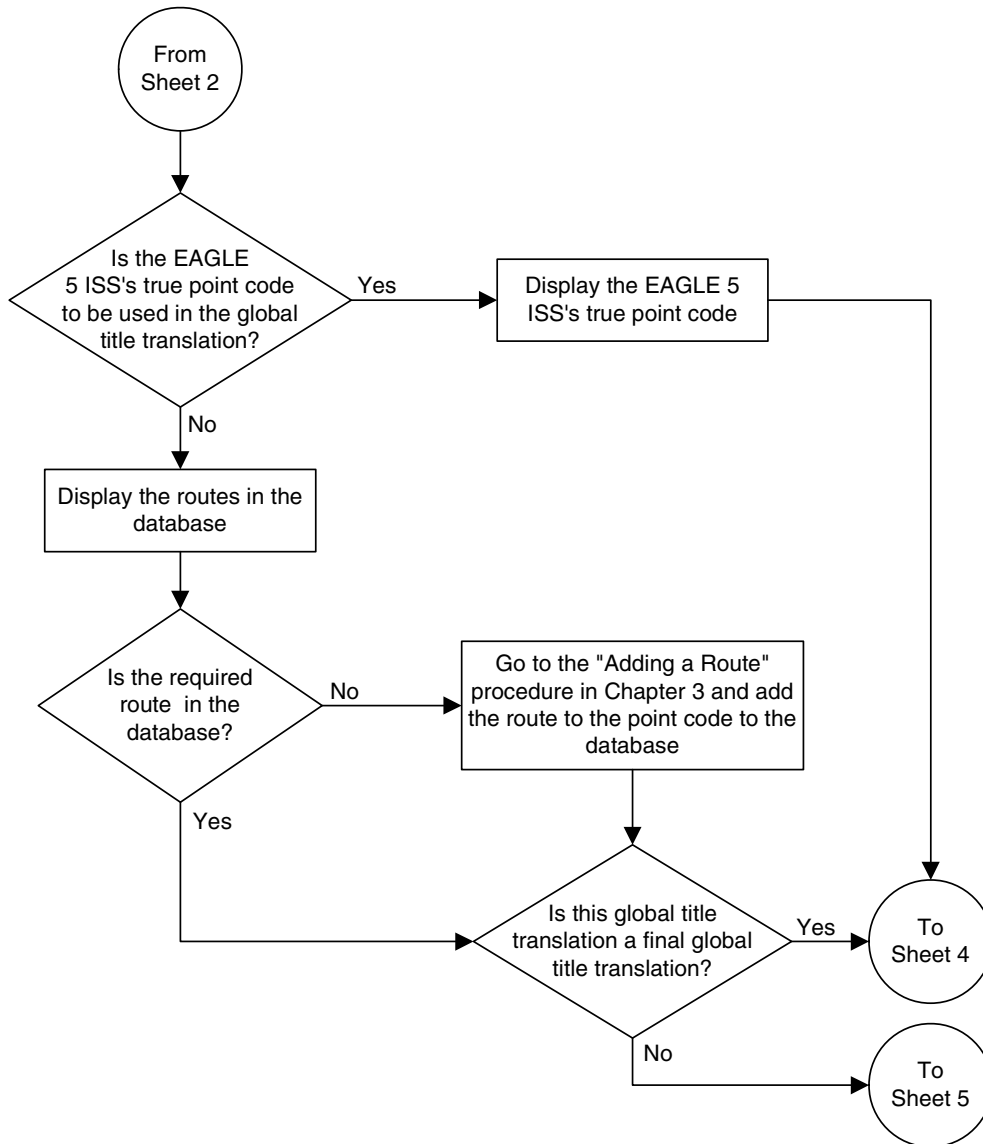 From
Sheet 2
Is the EAGLE
5 ISS's true point code
to be used in the global
title translation?
Yes
Display the EAGLE 5
ISS's true point code
No
Display the routes in the
database
Is the required
route in the
database?
No
Go to the "Adding a Route"
procedure in Chapter 3 and add
the route to the point code to the
database
Yes
Is this global title
translation a final global
title translation?
Yes
To
Sheet 4
No
To
Sheet 5